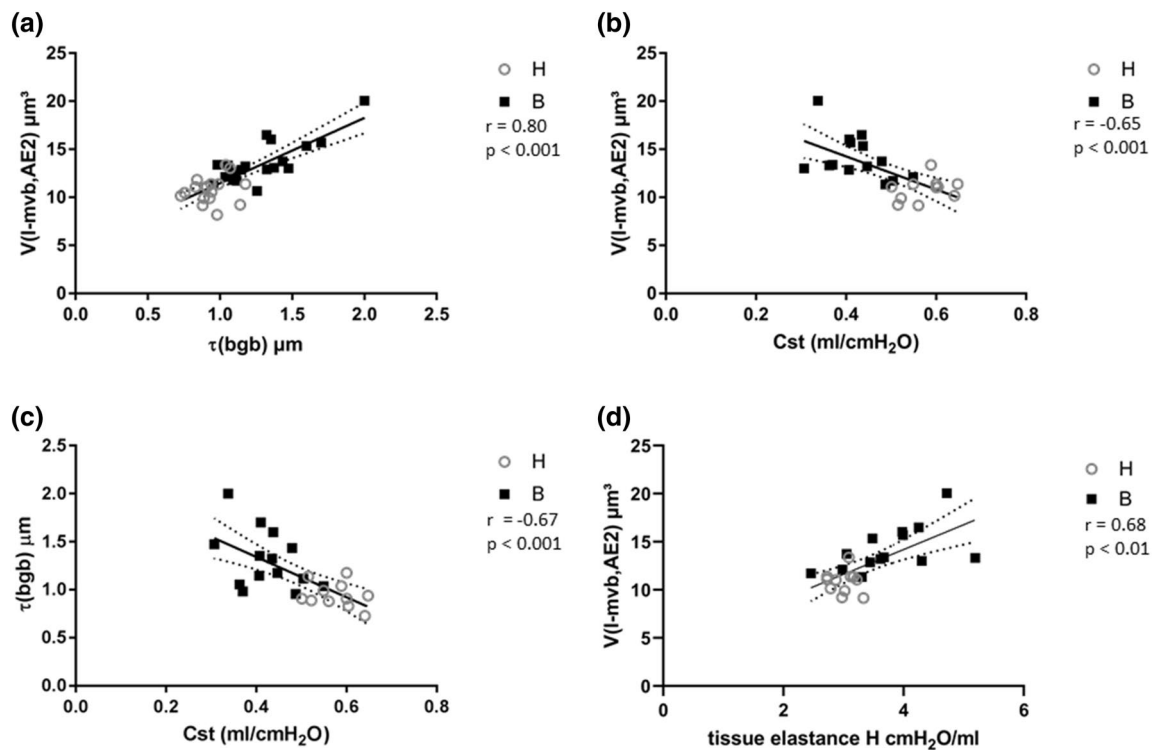 (a)
25
20
15
10
5
0
V(l-mvb,AE2) µm³
0.0 0.5 1.0 1.5 2.0 2.5
τ(bgb) µm
H
B
r = 0.80
p < 0.001
(b)
25
20
15
10
5
0
V(l-mvb,AE2) µm³
0.0 0.2 0.4 0.6 0.8
Cst (ml/cmH₂O)
H
B
r = -0.65
p < 0.001
(c)
2.5
2.0
1.5
1.0
0.5
0.0
τ(bgb) µm
0.0 0.2 0.4 0.6 0.8
Cst (ml/cmH₂O)
H
B
r = -0.67
p < 0.001
(d)
25
20
15
10
5
0
V(l-mvb,AE2) µm³
0 2 4 6
tissue elastance H cmH₂O/ml
H
B
r = 0.68
p < 0.01